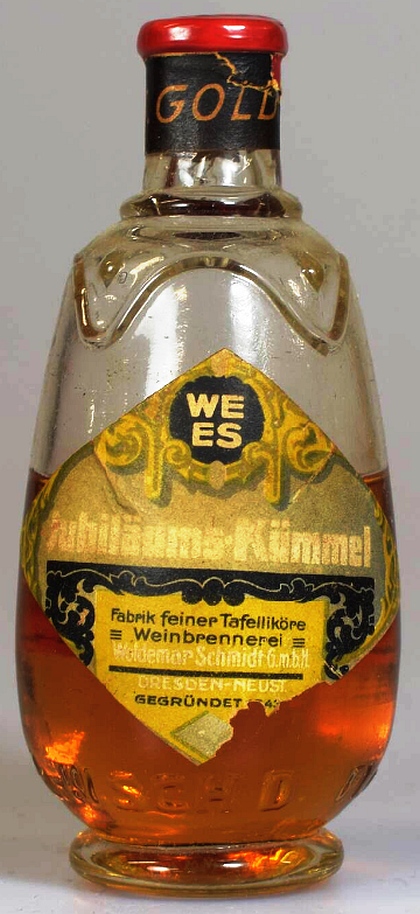 GOLD
WE
ES
Jubiläums-Kümmel
Fabrik feiner Tafelliköre
≡ Weinbrennerei ≡
Woldemar Schmidt G.m.b.H.
DRESDEN-NEUST.
GEGRÜNDET